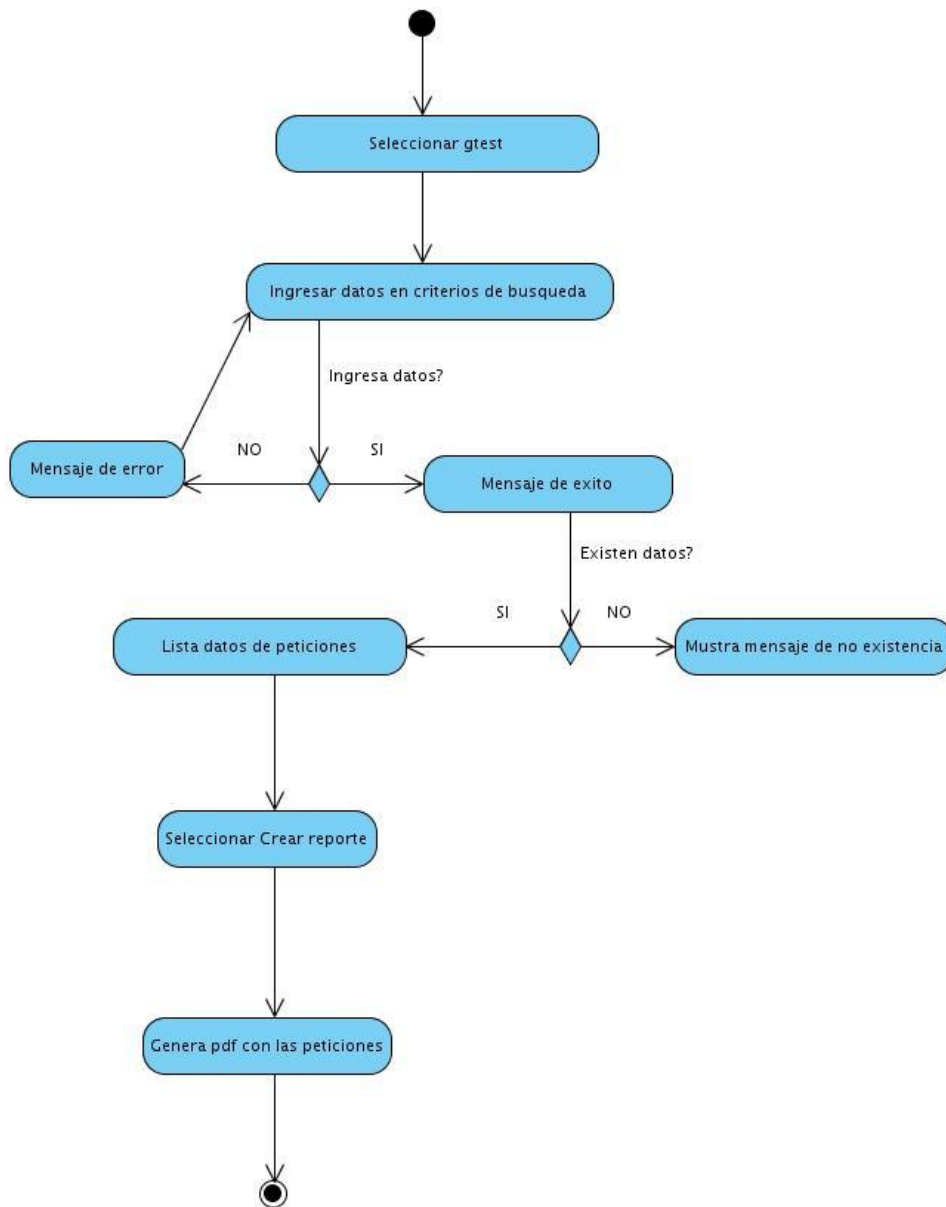 Seleccionar gtest
Ingresar datos en criterios de busqueda
Ingresa datos?
NO
SI
Mensaje de error
Mensaje de exito
Existen datos?
SI
NO
Lista datos de peticiones
Mustra mensaje de no existencia
Seleccionar Crear reporte
Genera pdf con las peticiones